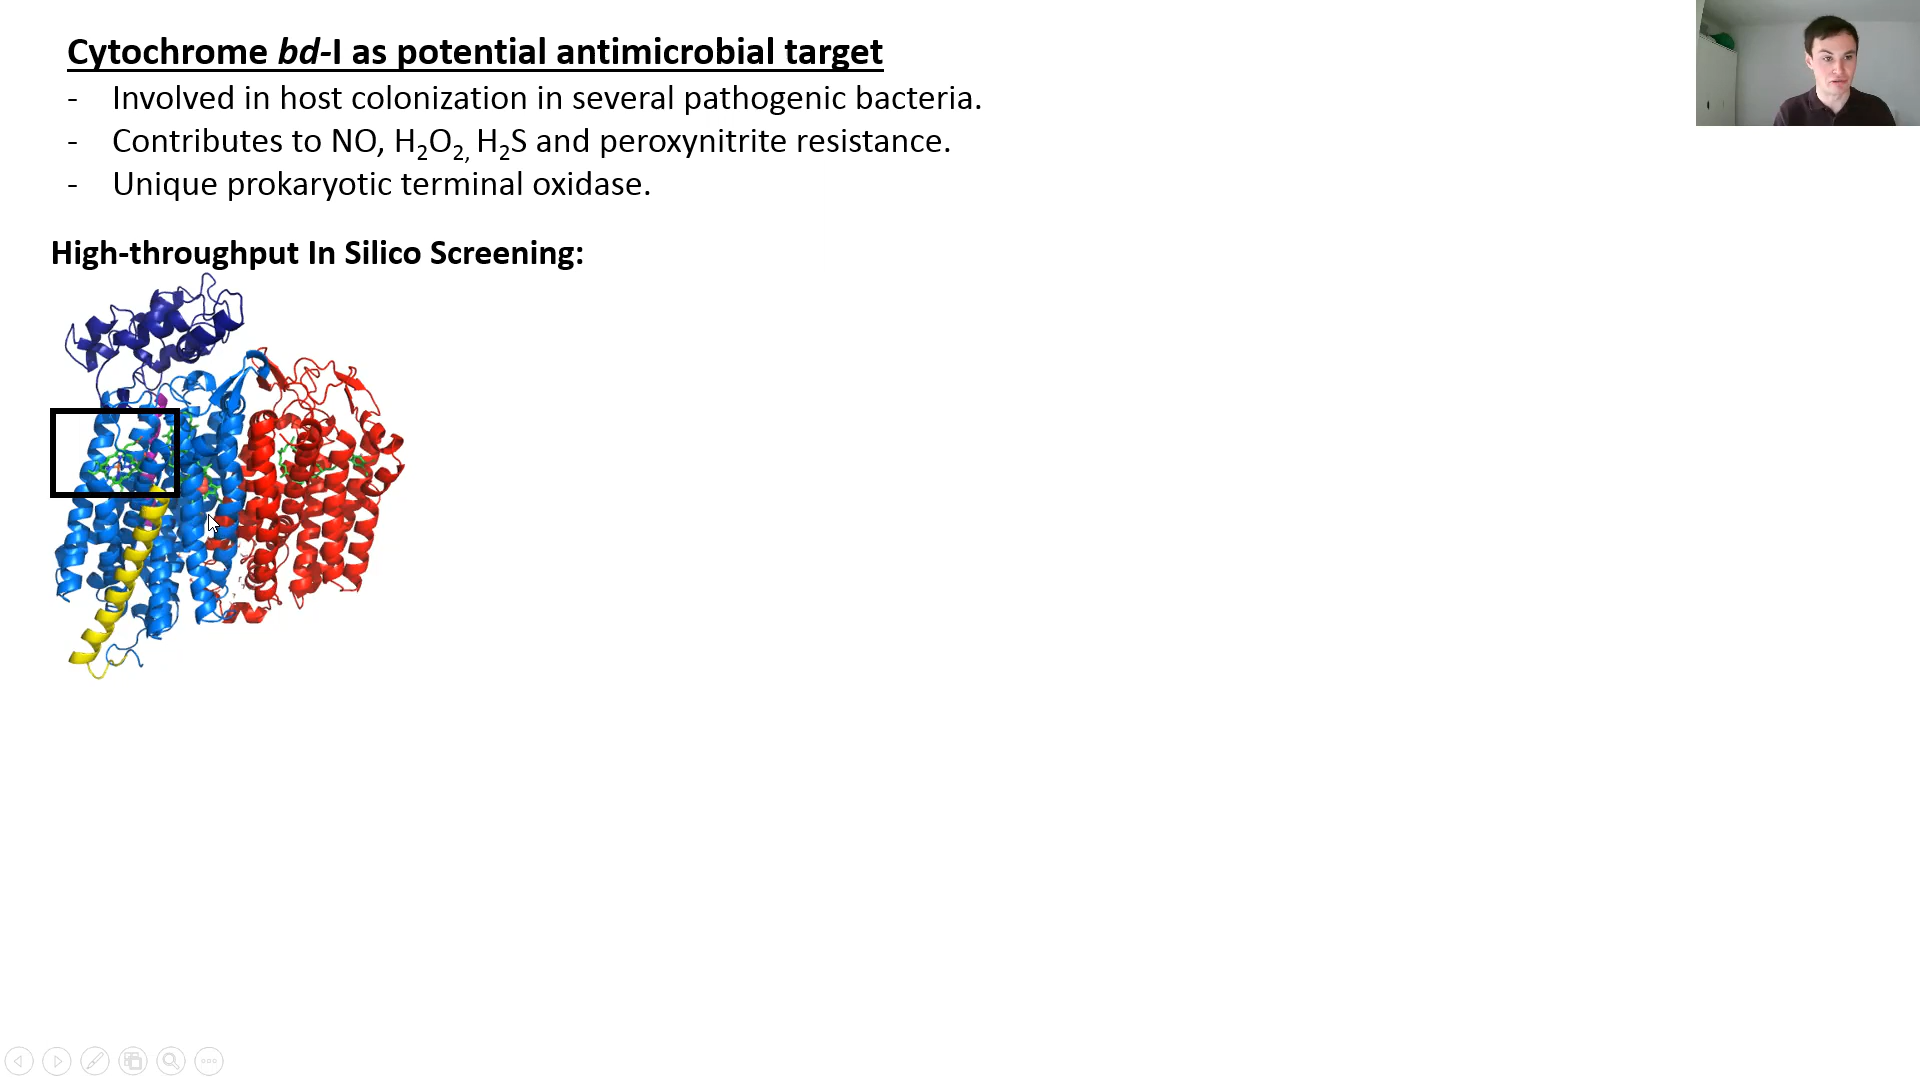 Cytochrome bd-I as potential antimicrobial target
- Involved in host colonization in several pathogenic bacteria.
- Contributes to NO, H2O2, H2S and peroxynitrite resistance.
- Unique prokaryotic terminal oxidase.
High-throughput In Silico Screening: